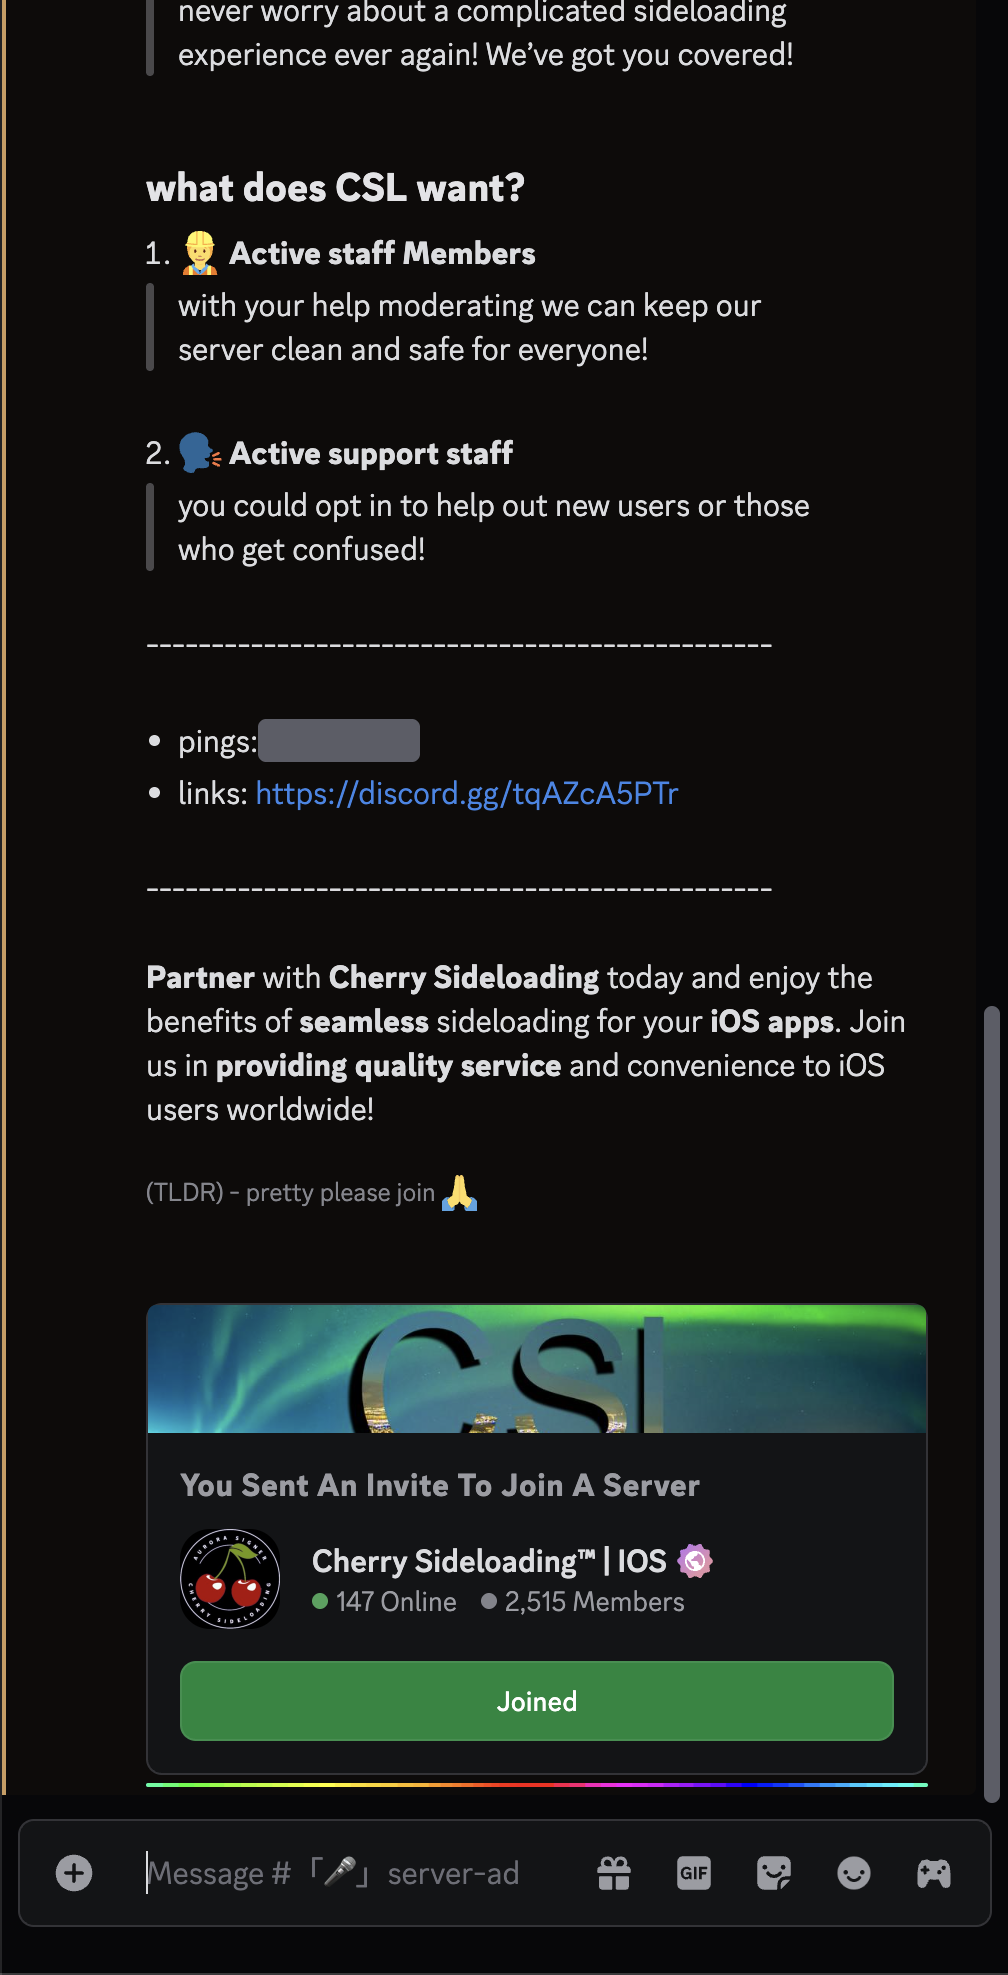 never worry about a complicated sideloading
experience ever again! We’ve got you covered!
what does CSL want?
1. 👷 Active staff Members
with your help moderating we can keep our
server clean and safe for everyone!
2. 🗣️ Active support staff
you could opt in to help out new users or those
who get confused!
------------------------------------------------
• pings:
• links: https://discord.gg/tqAZcA5PTr
------------------------------------------------
Partner with Cherry Sideloading today and enjoy the
benefits of seamless sideloading for your iOS apps. Join
us in providing quality service and convenience to iOS
users worldwide!
(TLDR) - pretty please join 🙏
CSL
You Sent An Invite To Join A Server
AURORA SIGNER
CHERRY SIDELOADING
Cherry Sideloading™ | IOS
147 Online 2,515 Members
Joined
Message # 「🎤」 server-ad
GIF